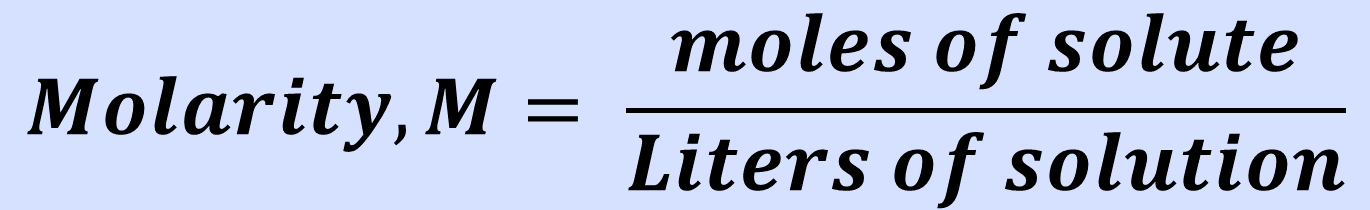 Molarity, M = moles of solute
Liters of solution